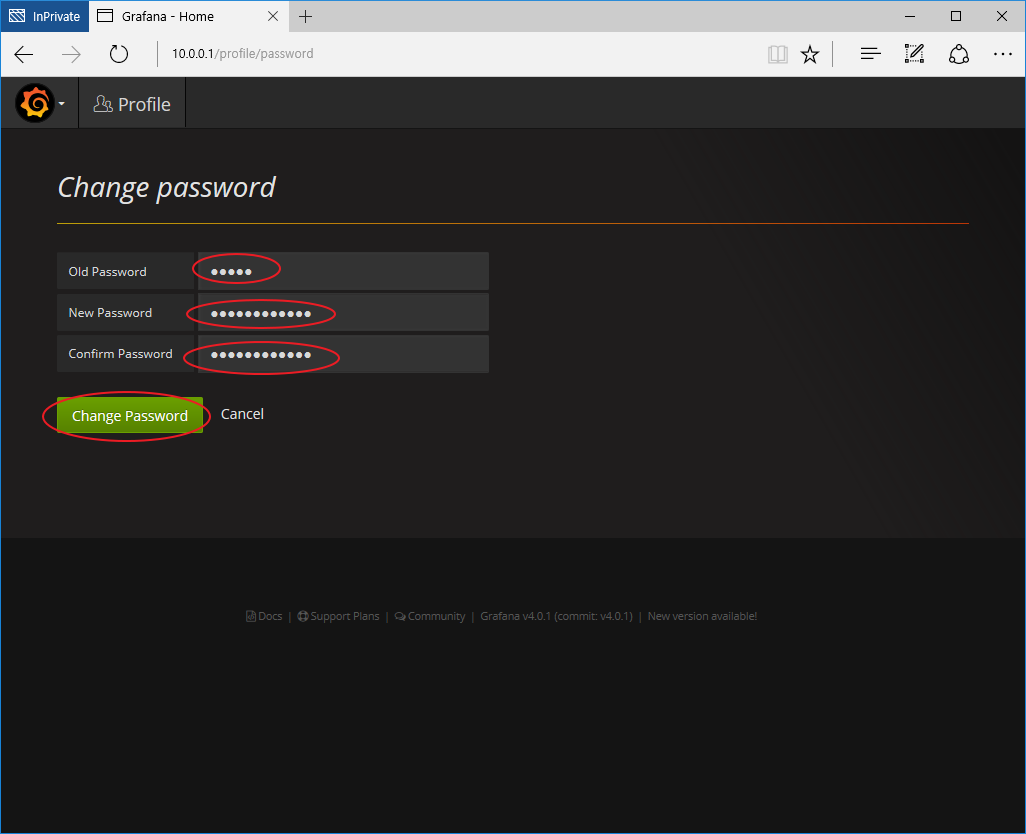 InPrivate
Grafana - Home
10.0.0.1/profile/password
Profile
Change password
Old Password
●●●●●
New Password
●●●●●●●●●●●●
Confirm Password
●●●●●●●●●●●●
Change Password
Cancel
Docs | Support Plans | Community | Grafana v4.0.1 (commit: v4.0.1) | New version available!